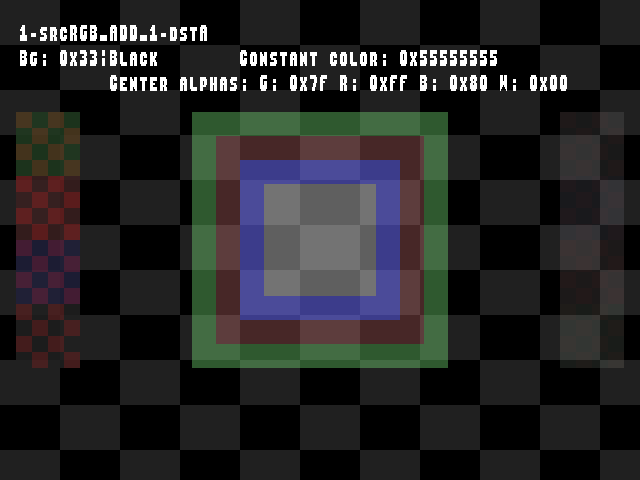 1-srcRGB_ADD_1-dstA
Bg: 0x33|Black Constant color: 0x55555555
Center alphas: G: 0x7f R: 0xff B: 0x80 W: 0x00